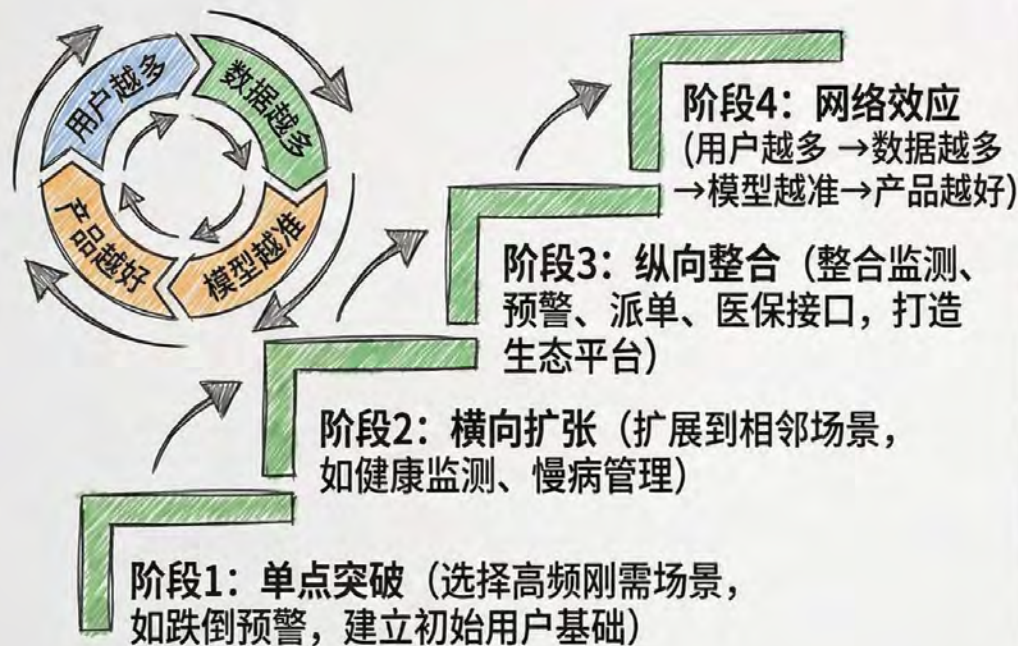 用户越多
数据越多
模型越准
产品越好
阶段4：网络效应
(用户越多→数据越多
→模型越准→产品越好)
阶段3：纵向整合（整合监测、
预警、派单、医保接口，打造
生态平台）
阶段2：横向扩张（扩展到相邻场景，
如健康监测、慢病管理）
阶段1：单点突破（选择高频刚需场景，
如跌倒预警，建立初始用户基础）